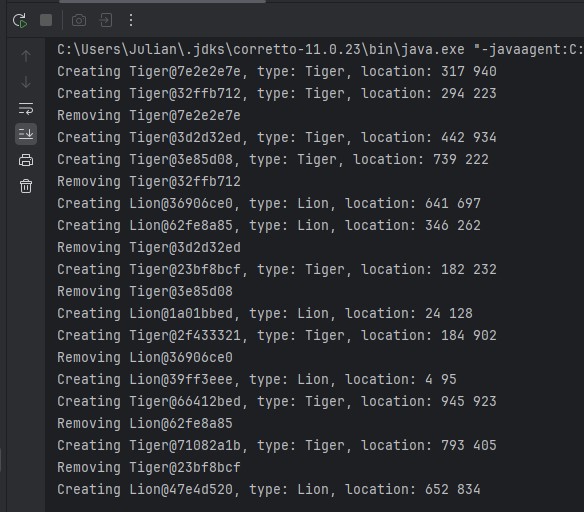 C:\Users\Julian\.jdks\corretto-11.0.23\bin\java.exe "-javaagent:C:
Creating Tiger@7e2e2e7e, type: Tiger, location: 317 940
Creating Tiger@32ffb712, type: Tiger, location: 294 223
Removing Tiger@7e2e2e7e
Creating Tiger@3d2d32ed, type: Tiger, location: 442 934
Creating Tiger@3e85d08, type: Tiger, location: 739 222
Removing Tiger@32ffb712
Creating Lion@36906ce0, type: Lion, location: 641 697
Creating Lion@62fe8a85, type: Lion, location: 346 262
Removing Tiger@3d2d32ed
Creating Tiger@23bf8bcf, type: Tiger, location: 182 232
Removing Tiger@3e85d08
Creating Lion@1a01bbed, type: Lion, location: 24 128
Creating Tiger@2f433321, type: Tiger, location: 184 902
Removing Lion@36906ce0
Creating Lion@39ff3eee, type: Lion, location: 4 95
Creating Tiger@66412bed, type: Tiger, location: 945 923
Removing Lion@62fe8a85
Creating Tiger@71082a1b, type: Tiger, location: 793 405
Removing Tiger@23bf8bcf
Creating Lion@47e4d520, type: Lion, location: 652 834